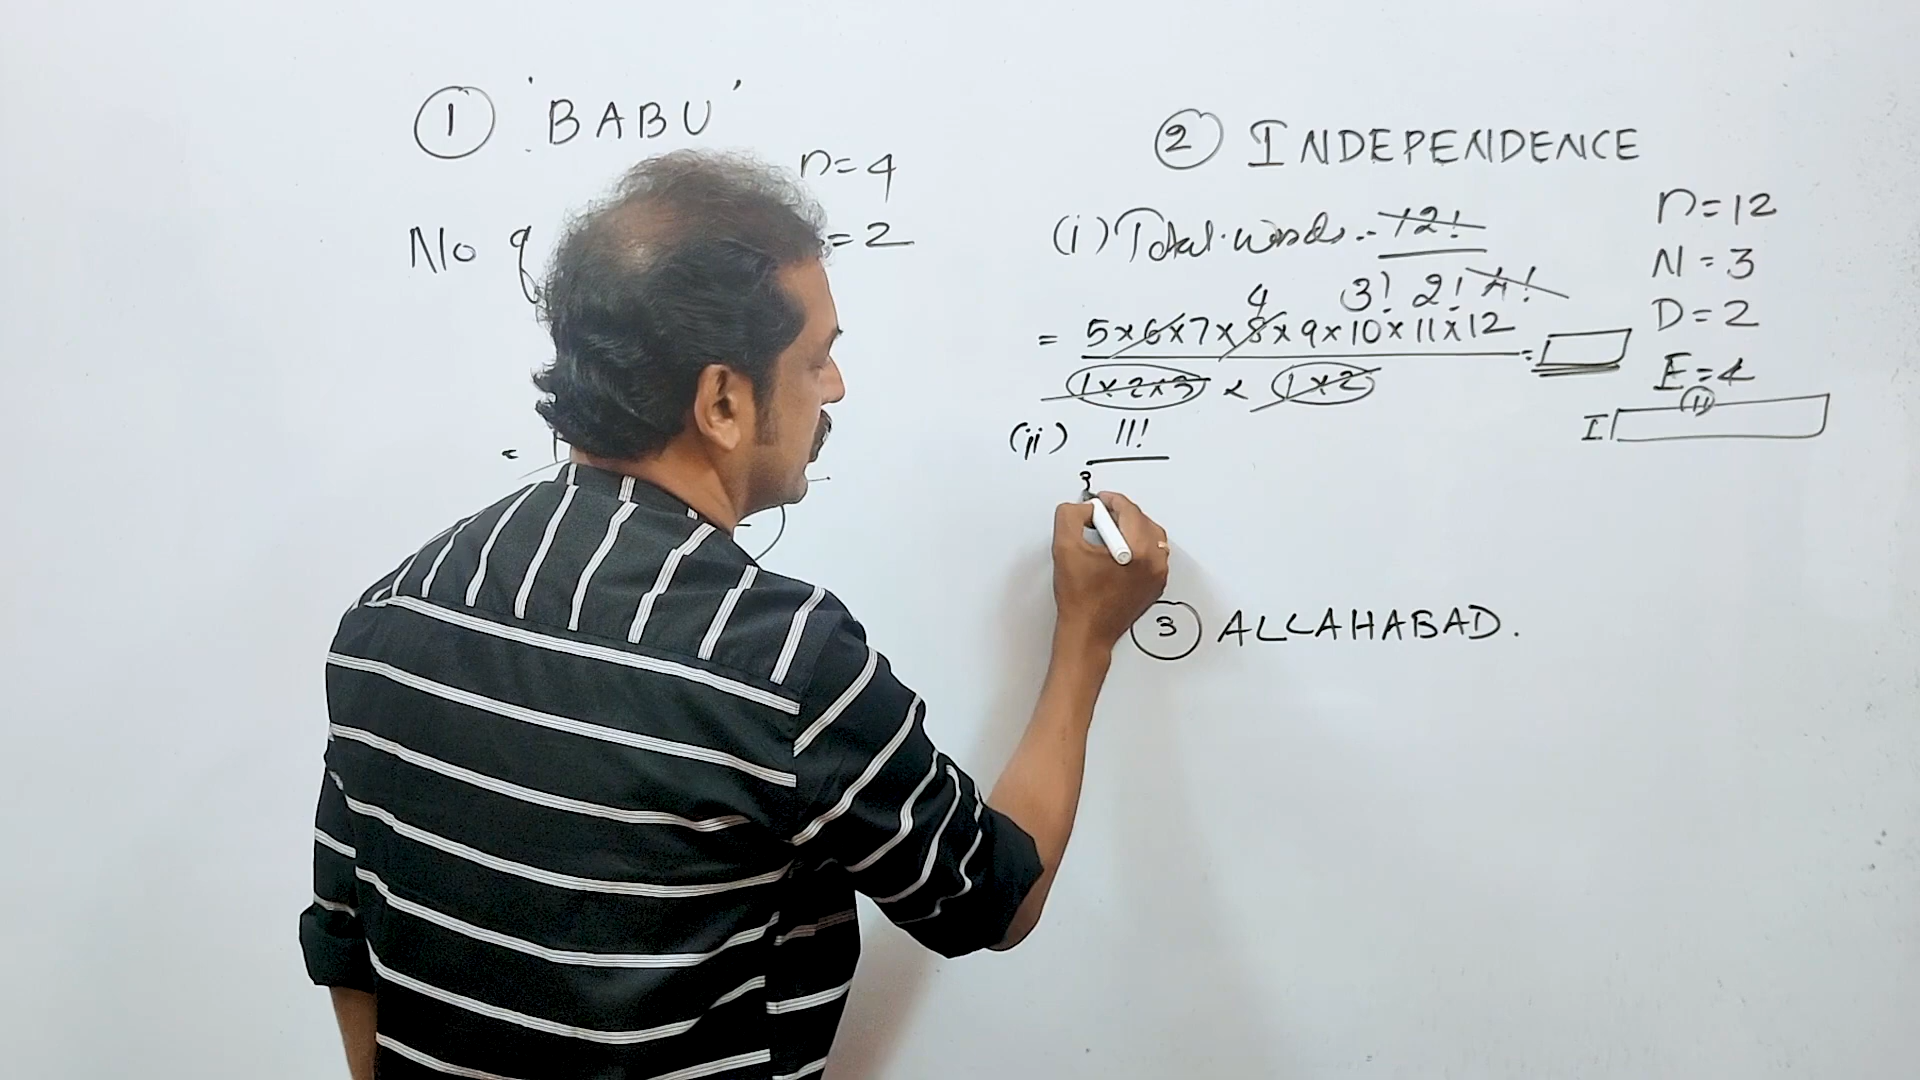 ① 'BABU'
n=4
=2
No
=
② INDEPENDENCE
(i) Total words = 12!
3! 2! 4!
4
= 5×6×7×8×9×10×11×12 =
1×2×3 × 1×2
n=12
N=3
D=2
E=4
11
I
(ii) 11!
3
③ ALLAHABAD.